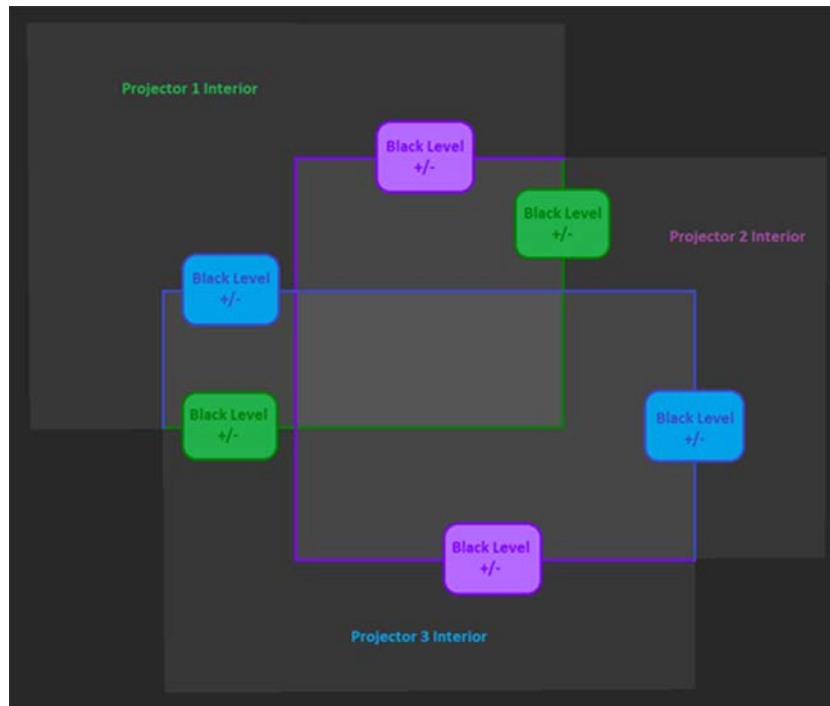 Projector 1 Interior
Black Level
+/-
Black Level
+/-
Projector 2 Interior
Black Level
+/-
Black Level
+/-
Black Level
+/-
Black Level
+/-
Projector 3 Interior